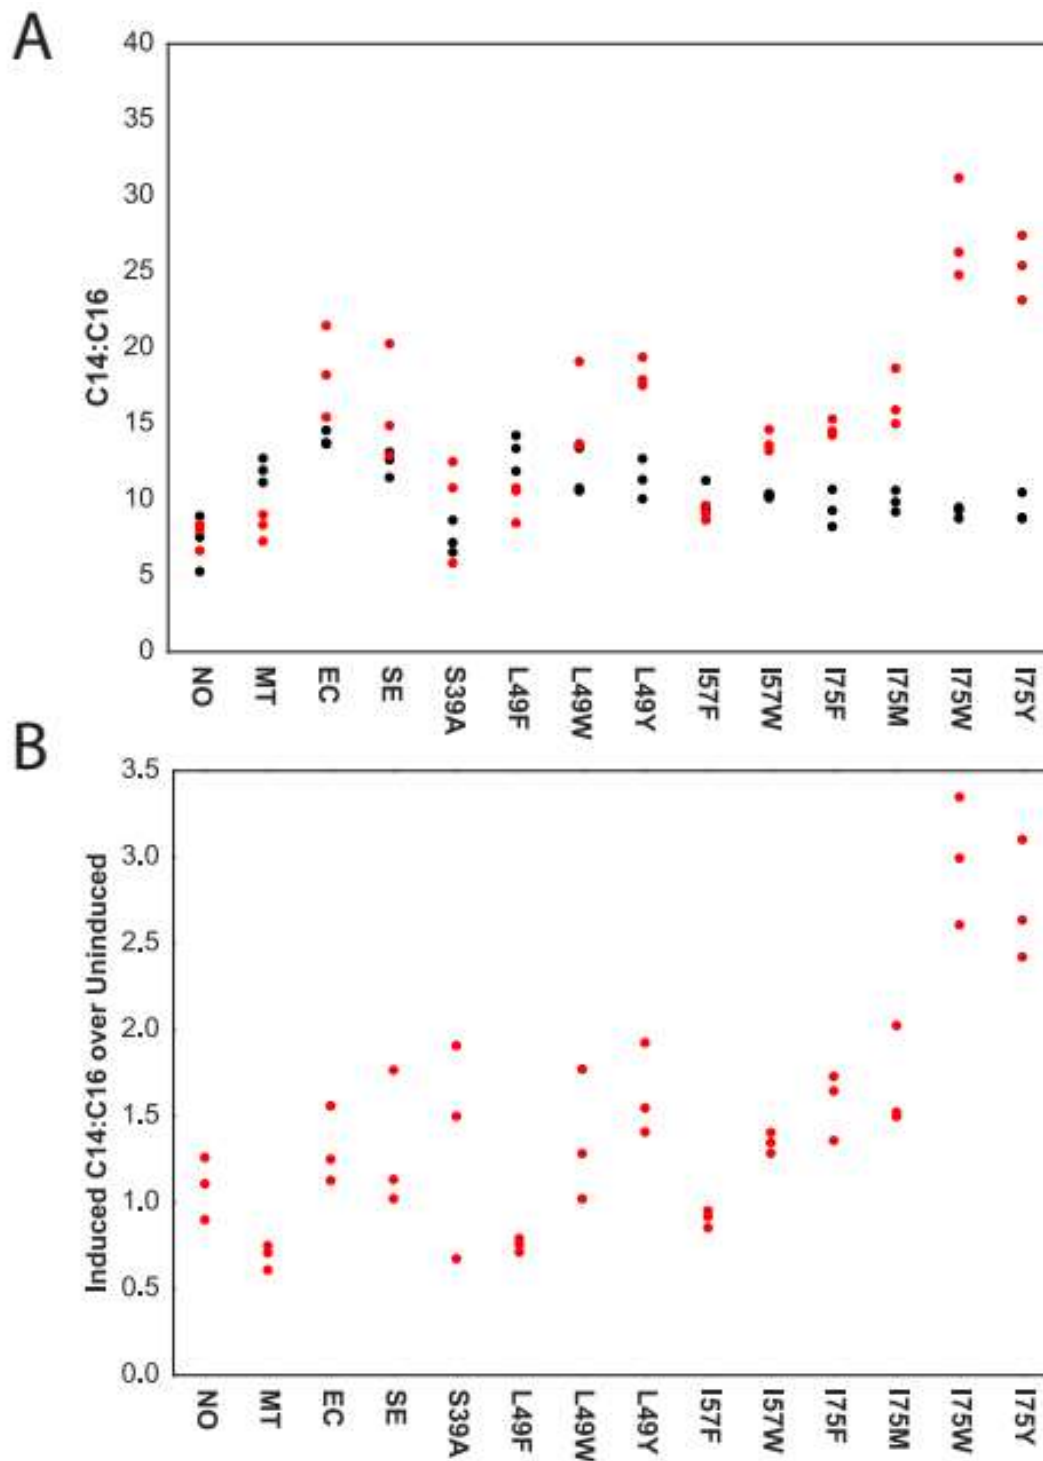 A
40
35
30
25
20
15
10
5
0
C14:C16
NO MT EC SE S39A L49F L49W L49Y I57F I57W I75F I75M I75W I75Y
B
3.5
3.0
2.5
2.0
1.5
1.0
0.5
0.0
Induced C14:C16 over Uninduced
NO MT EC SE S39A L49F L49W L49Y I57F I57W I75F I75M I75W I75Y